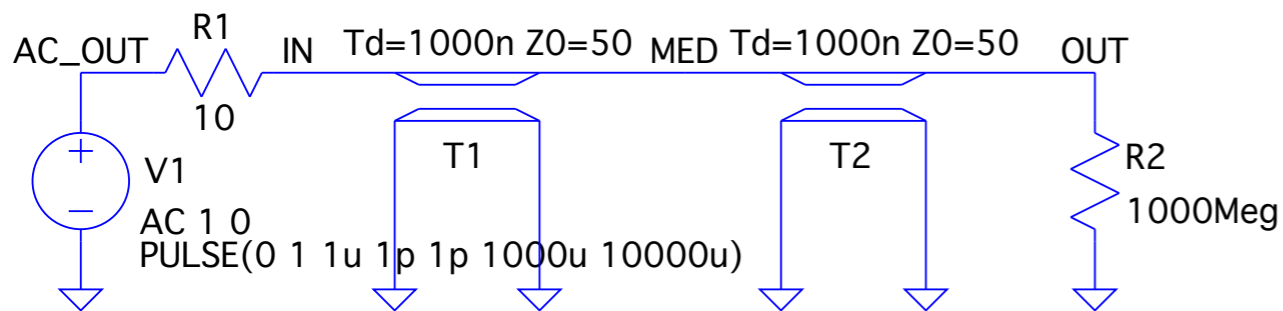 R1
AC_OUT
IN
Td=1000n Z0=50
MED
Td=1000n Z0=50
OUT
10
+
V1
T1
T2
R2
1000Meg
AC 1 0
PULSE(0 1 1u 1p 1p 1000u 10000u)